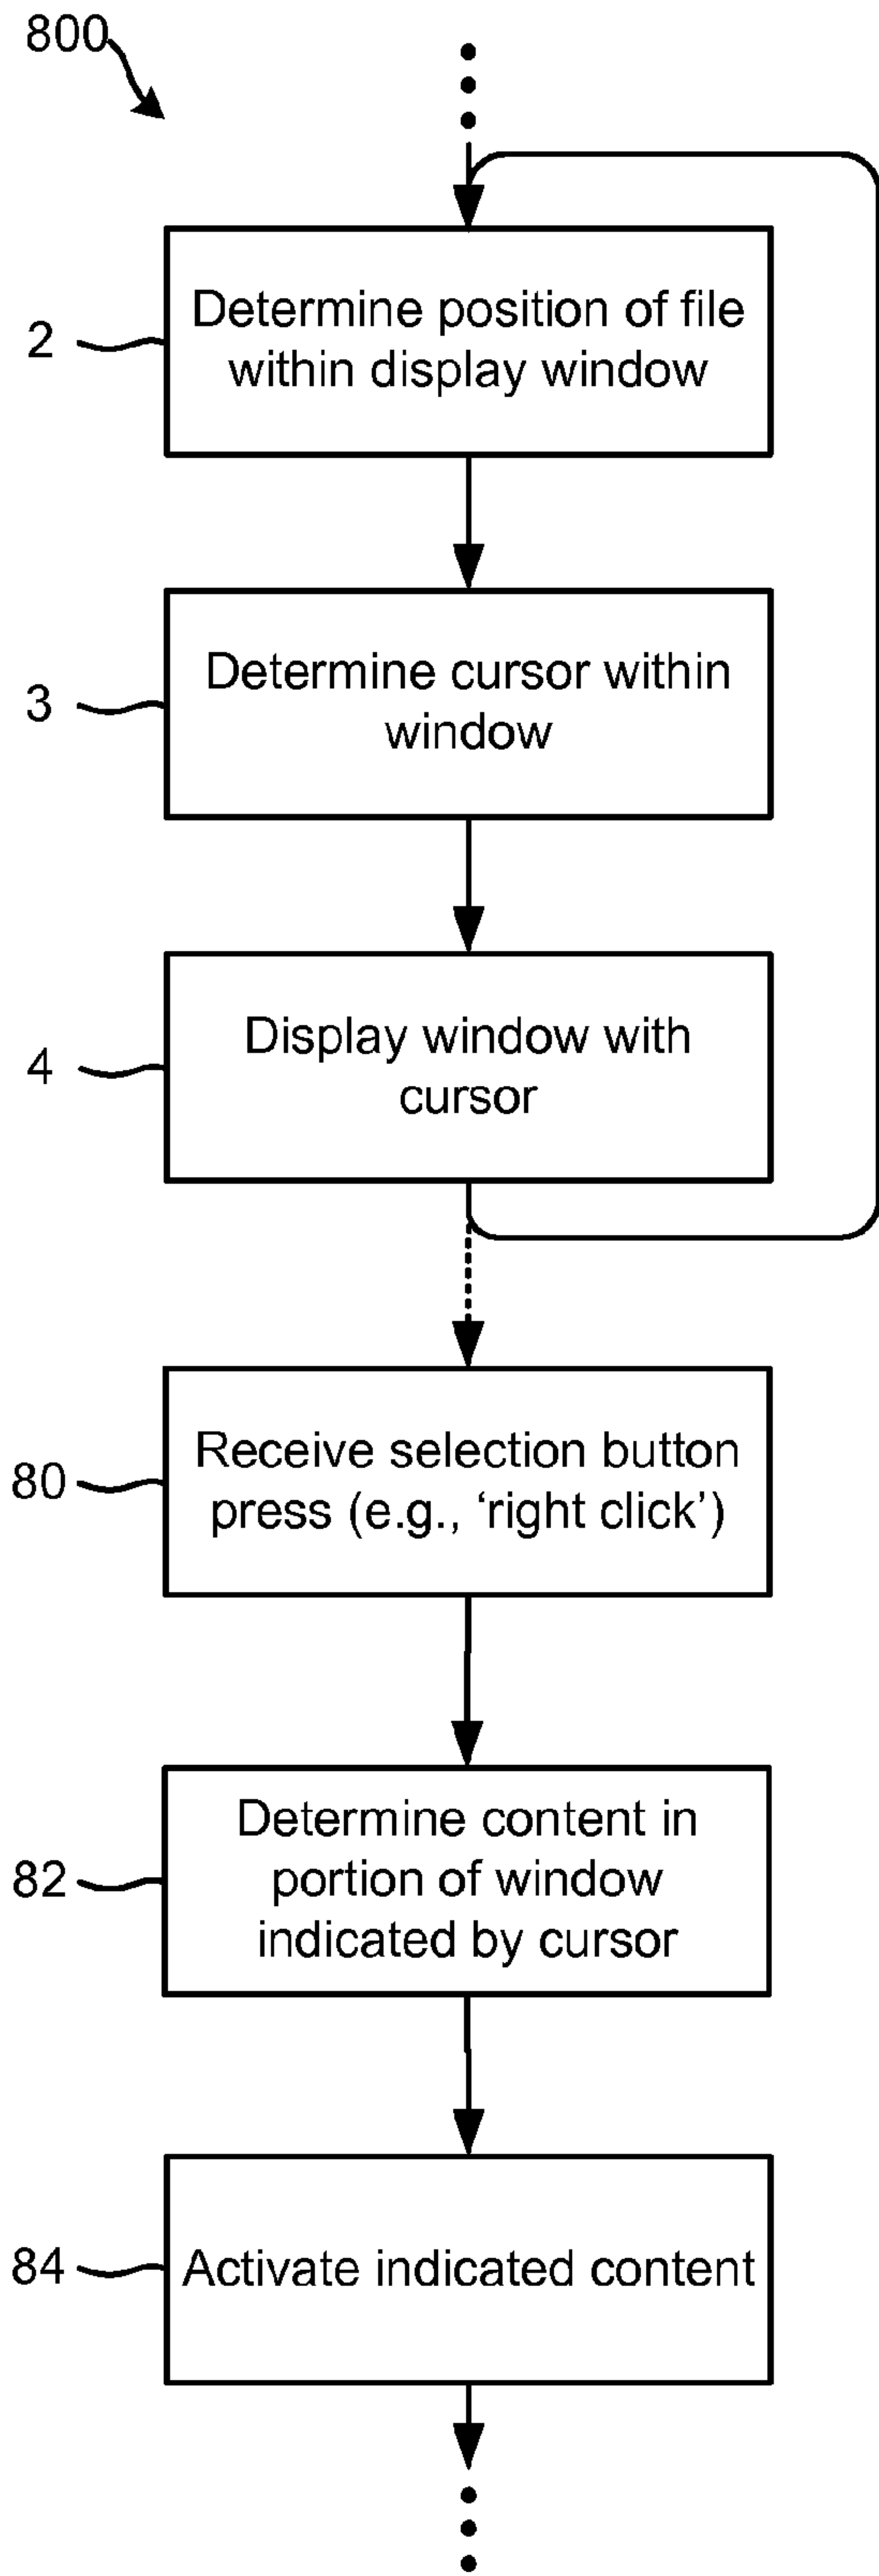 800
2
Determine position of file
within display window
3
Determine cursor within
window
4
Display window with
cursor
80
Receive selection button
press (e.g., ‘right click’)
82
Determine content in
portion of window
indicated by cursor
84
Activate indicated content